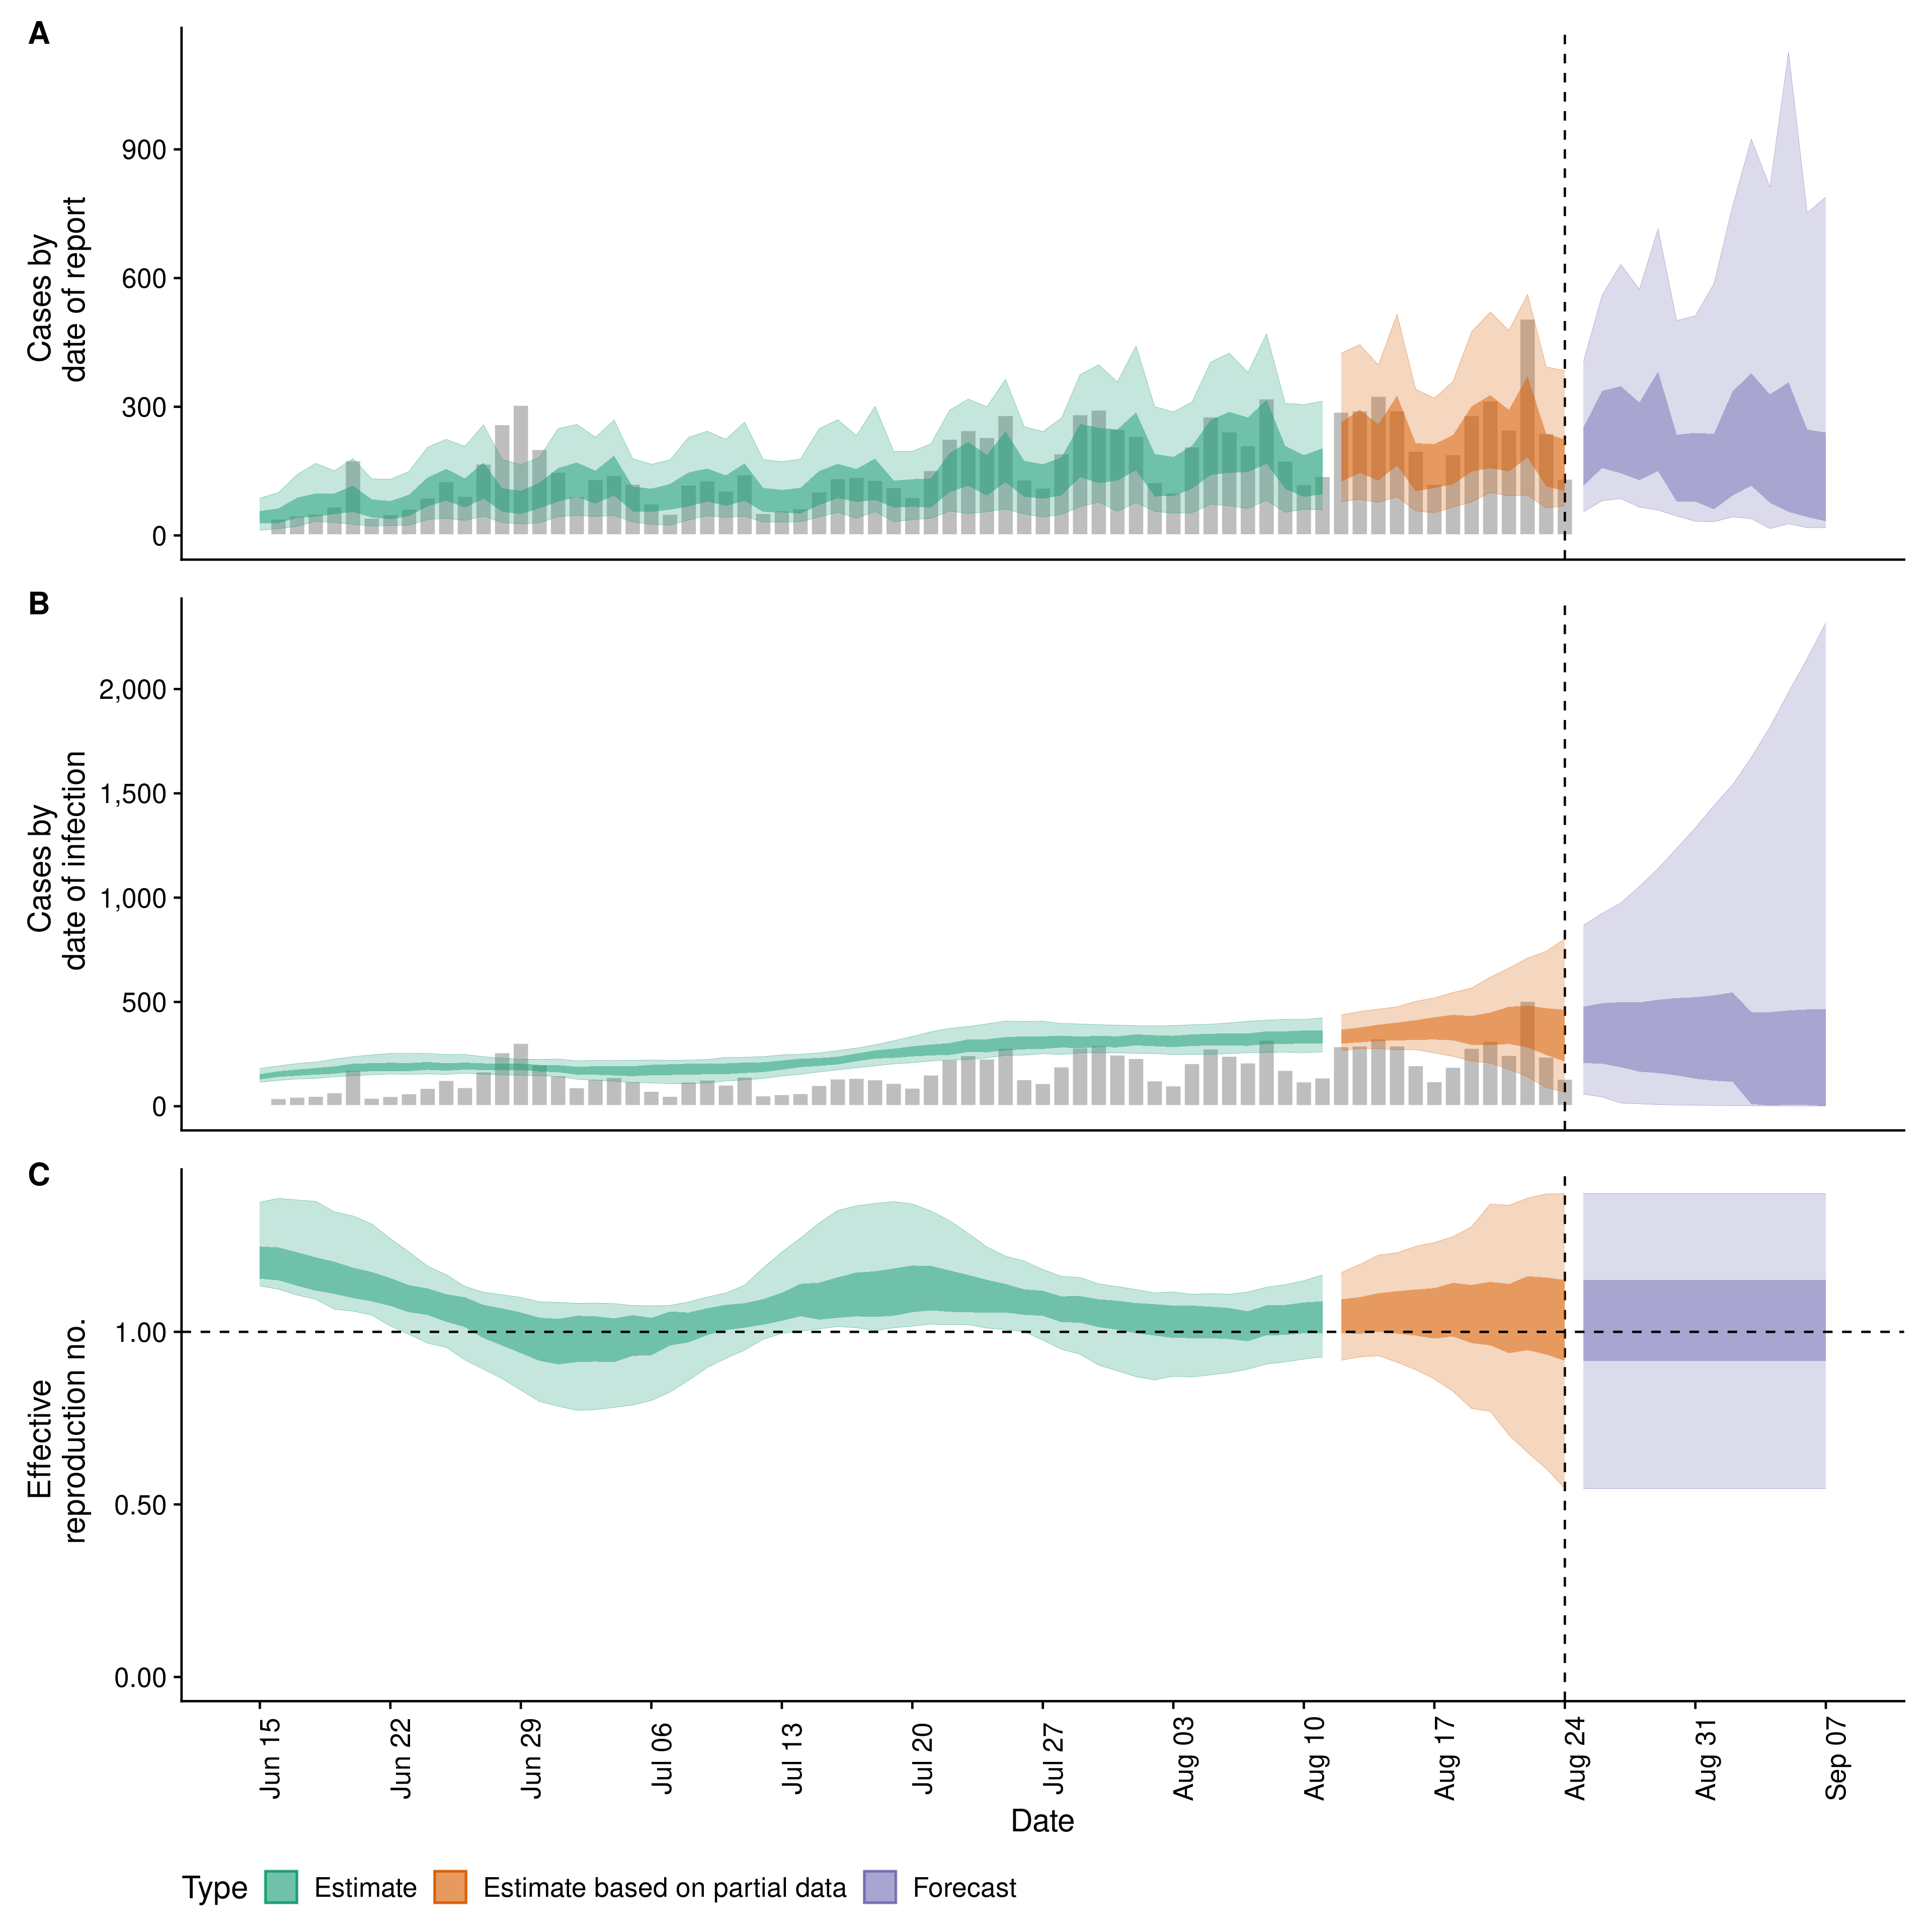 A
Cases by
date of report
900
600
300
0
B
Cases by
date of infection
2,000
1,500
1,000
500
0
C
Effective
reproduction no.
1.00
0.50
0.00
Jun 15
Jun 22
Jun 29
Jul 06
Jul 13
Jul 20
Jul 27
Aug 03
Aug 10
Aug 17
Aug 24
Aug 31
Sep 07
Date
Type Estimate Estimate based on partial data Forecast